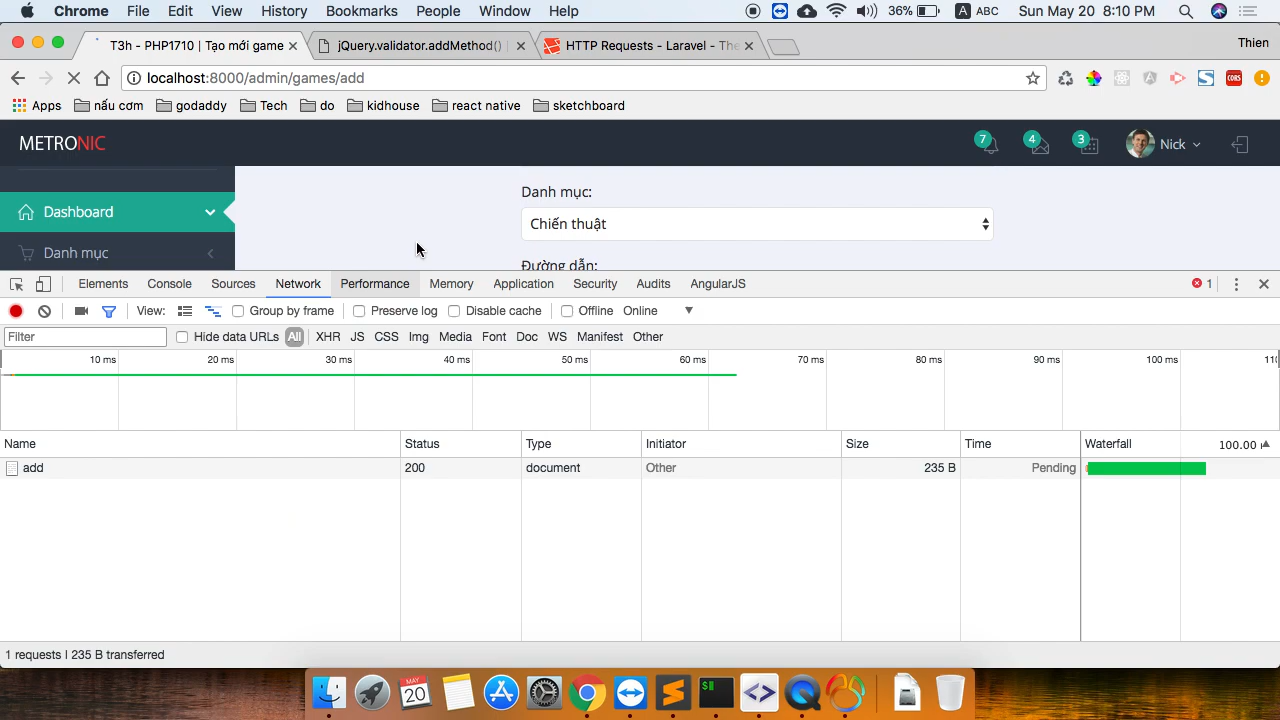 Chrome File Edit View History Bookmarks People Window Help 36% A ABC Sun May 20 8:10 PM
T3h - PHP1710 | Tạo mới game jQuery.validator.addMethod() | HTTP Requests - Laravel - The Thien
localhost:8000/admin/games/add CORS
Apps nấu cơm godaddy Tech do kidhouse react native sketchboard
METRONIC 7 4 3 Nick
Danh mục:
Dashboard
Chiến thuật
Danh mục
Đường dẫn:
Elements Console Sources Network Performance Memory Application Security Audits AngularJS 1
View: Group by frame Preserve log Disable cache Offline Online
Filter Hide data URLs All XHR JS CSS Img Media Font Doc WS Manifest Other
10 ms 20 ms 30 ms 40 ms 50 ms 60 ms 70 ms 80 ms 90 ms 100 ms
Name Status Type Initiator Size Time Waterfall 100.00
add 200 document Other 235 B Pending
1 requests | 235 B transferred
MAY
20